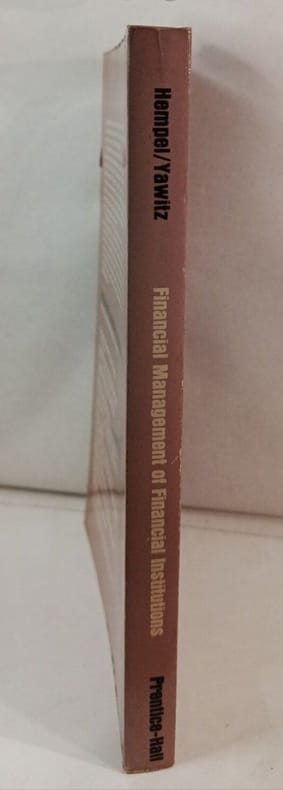 Hempel/Yawitz
Financial Management of Financial Institutions
Prentice-Hall